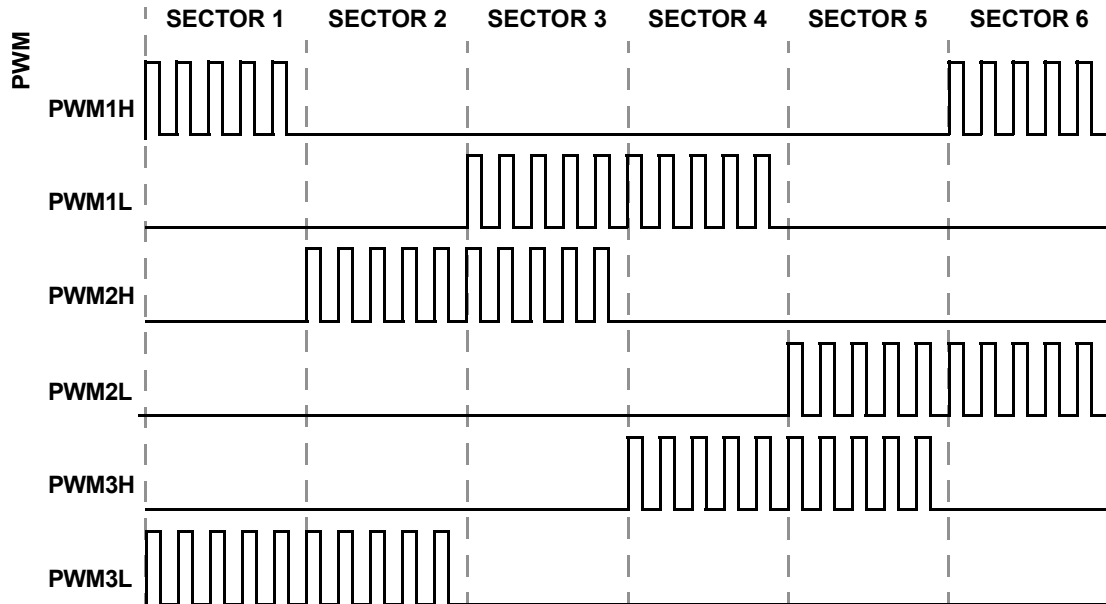 SECTOR 1 SECTOR 2 SECTOR 3 SECTOR 4 SECTOR 5 SECTOR 6
PWM
PWM1H
PWM1L
PWM2H
PWM2L
PWM3H
PWM3L